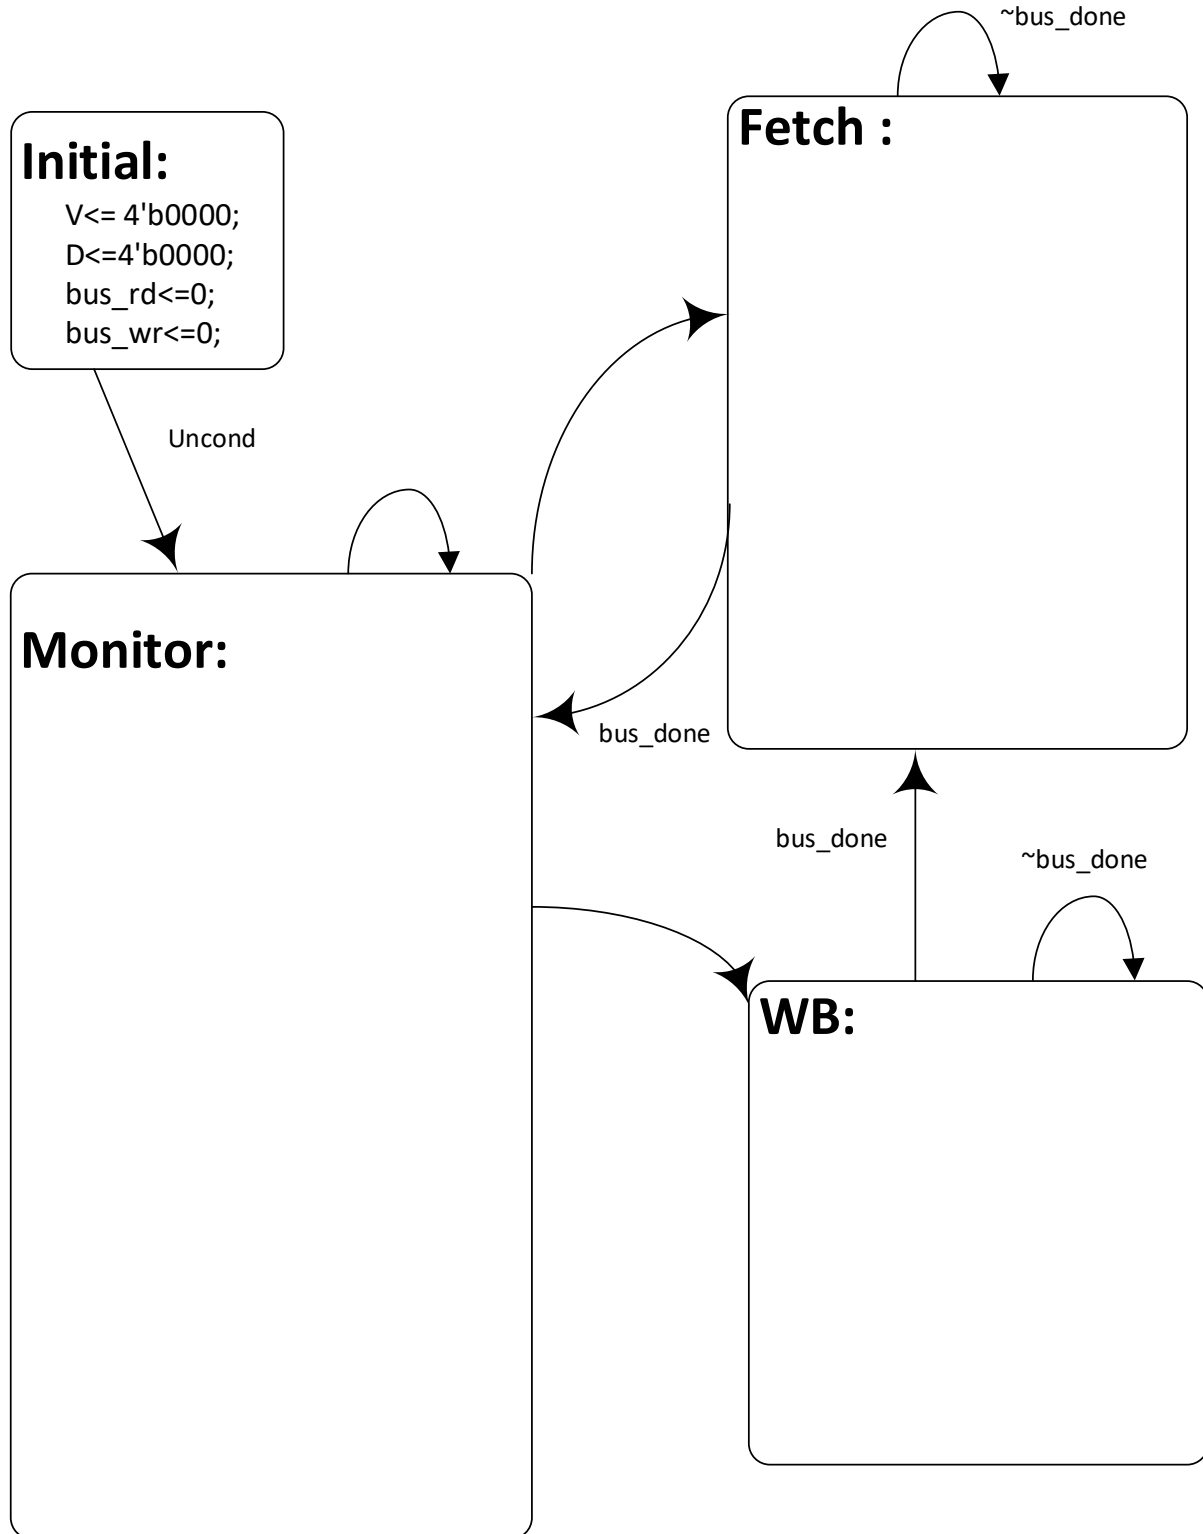 ~bus_done
Fetch :
Initial:
V<= 4'b0000;
D<=4'b0000;
bus_rd<=0;
bus_wr<=0;
Uncond
Monitor:
bus_done
bus_done
~bus_done
WB: